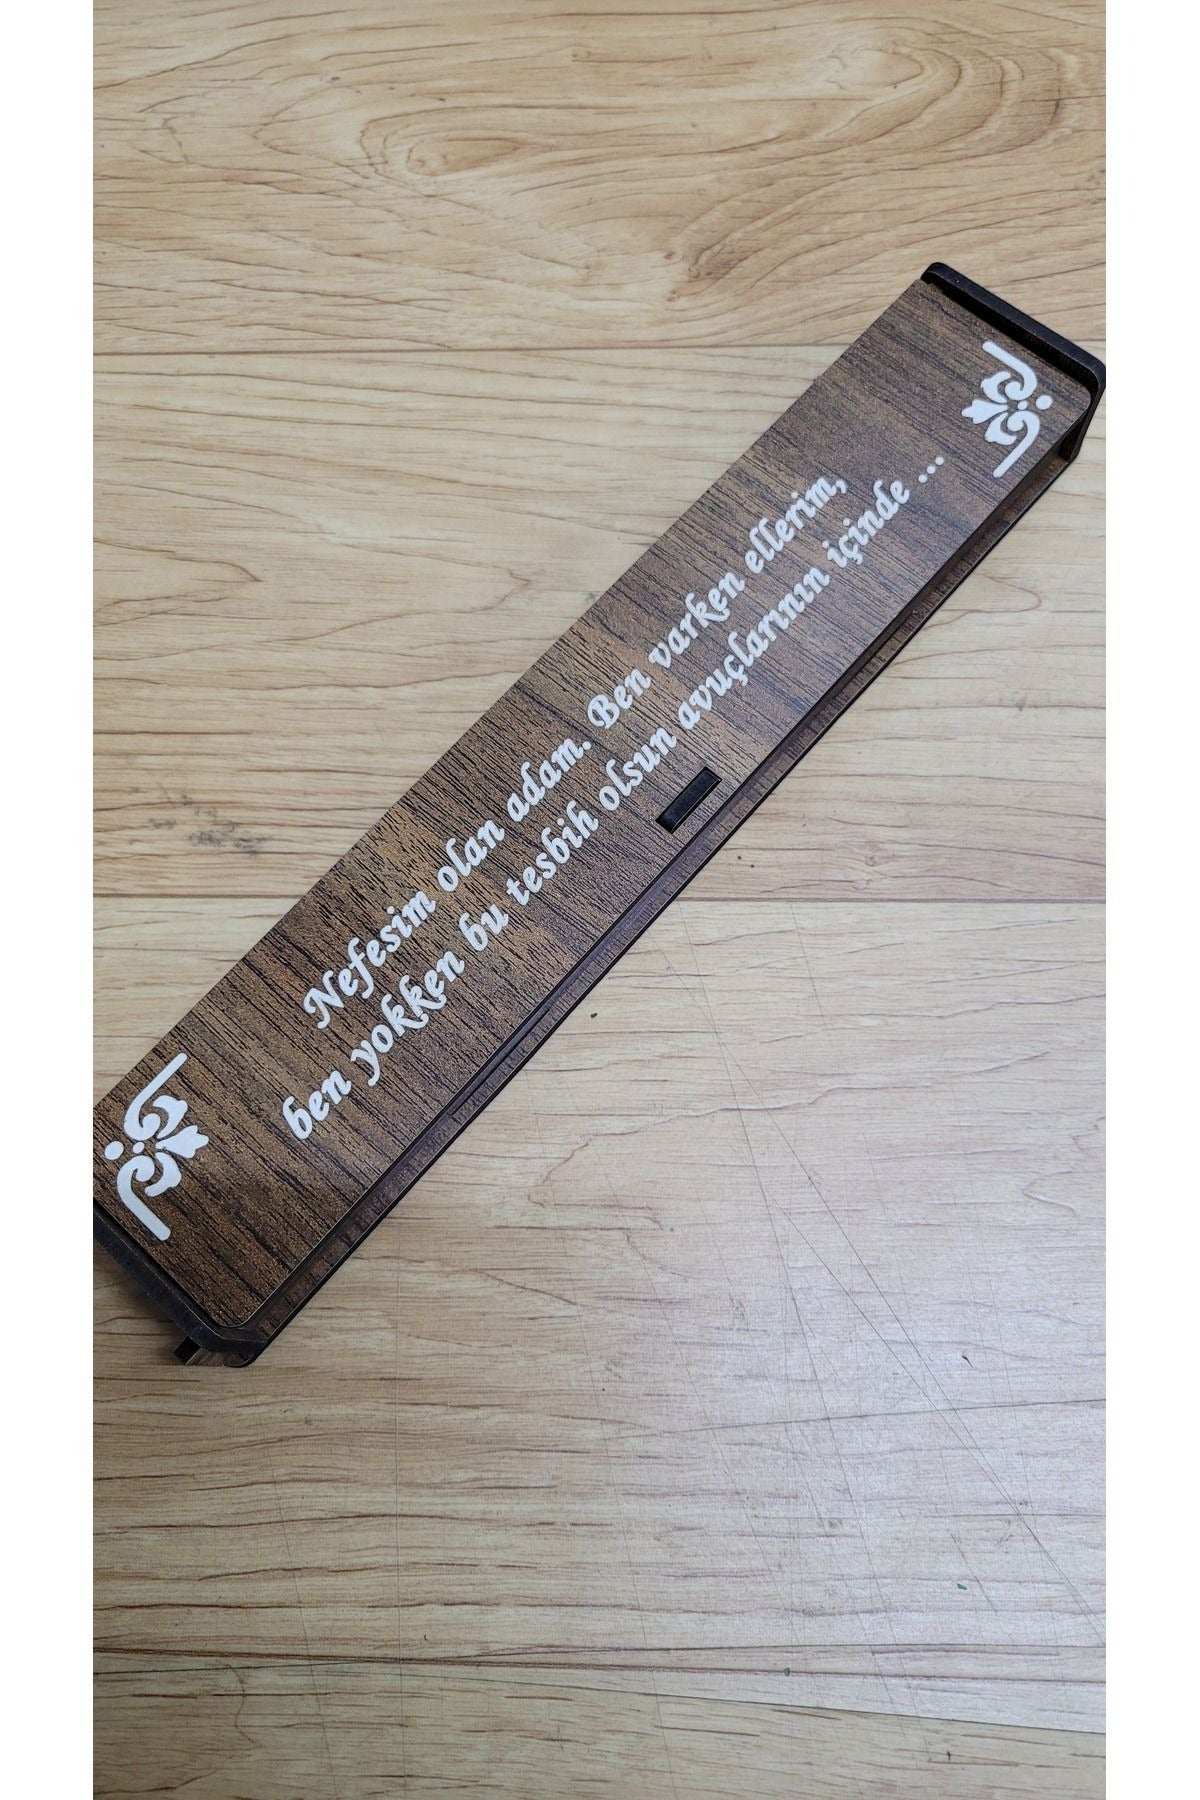 Nefesim olan adam. Ben varken ellerim,
ben yokken bu tesbih olsun avuçlarının içinde ...